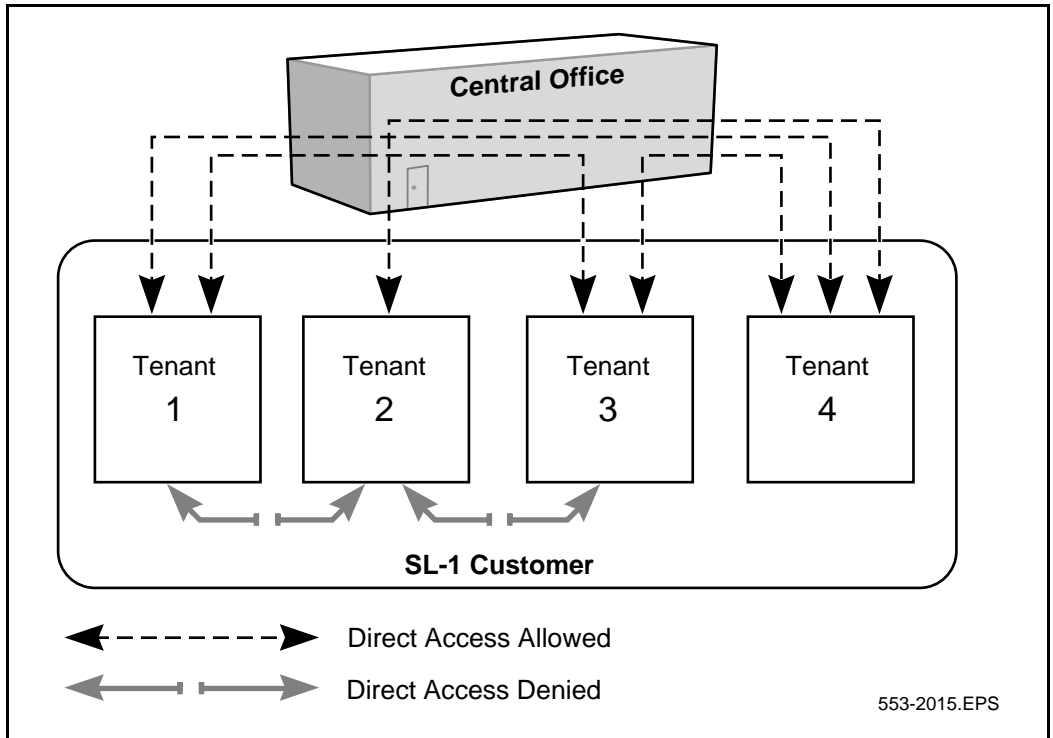 Central Office
Tenant
1
Tenant
2
Tenant
3
Tenant
4
SL-1 Customer
Direct Access Allowed
Direct Access Denied
553-2015.EPS